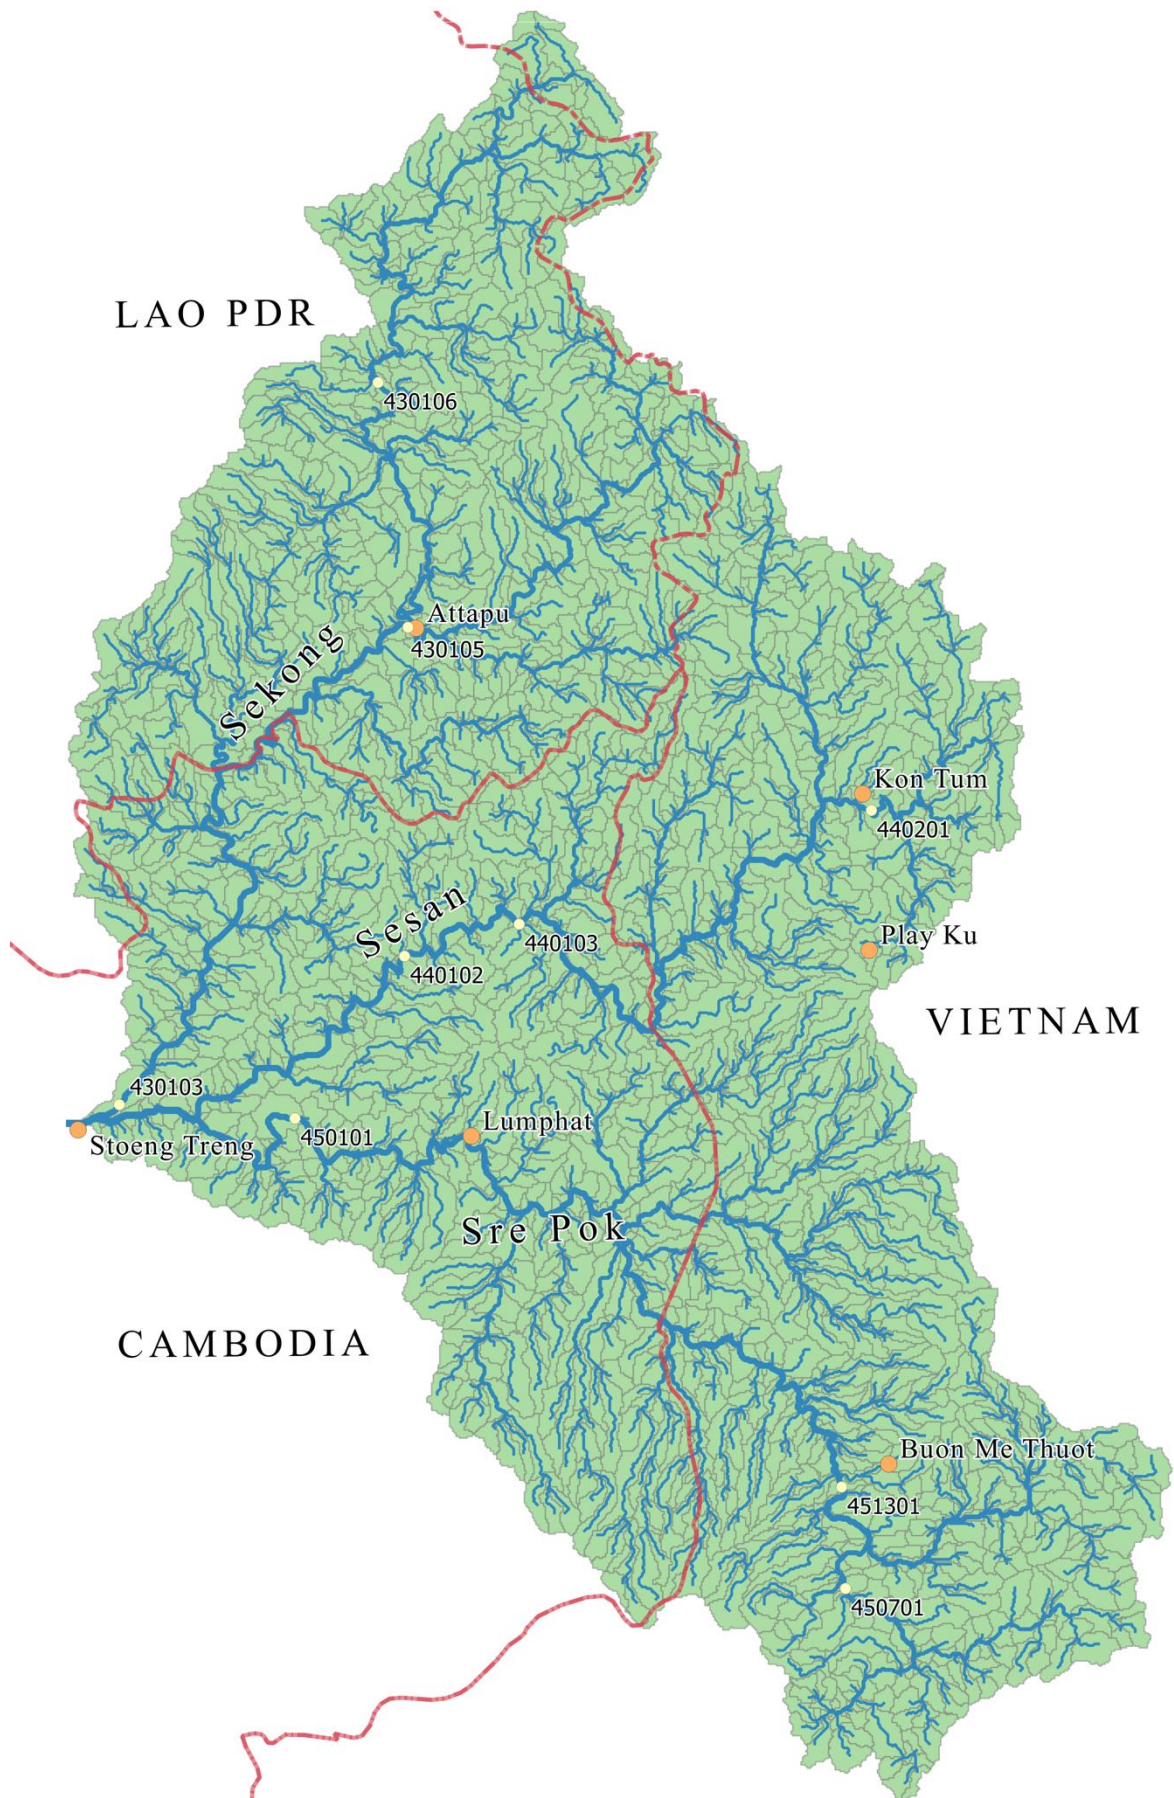 LAO PDR
430106
Attapu
430105
Sekong
Kon Tum
440201
Sesan
440103
Play Ku
440102
VIETNAM
430103
Lumphat
450101
Stoeng Treng
Sre Pok
CAMBODIA
Buon Me Thuot
451301
450701